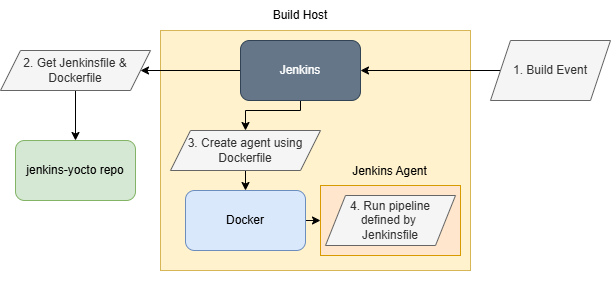 Build Host
2. Get Jenkinsfile &
Dockerfile
Jenkins
1. Build Event
3. Create agent using
Dockerfile
jenkins-yocto repo
Jenkins Agent
Docker
4. Run pipeline
defined by
Jenkinsfile